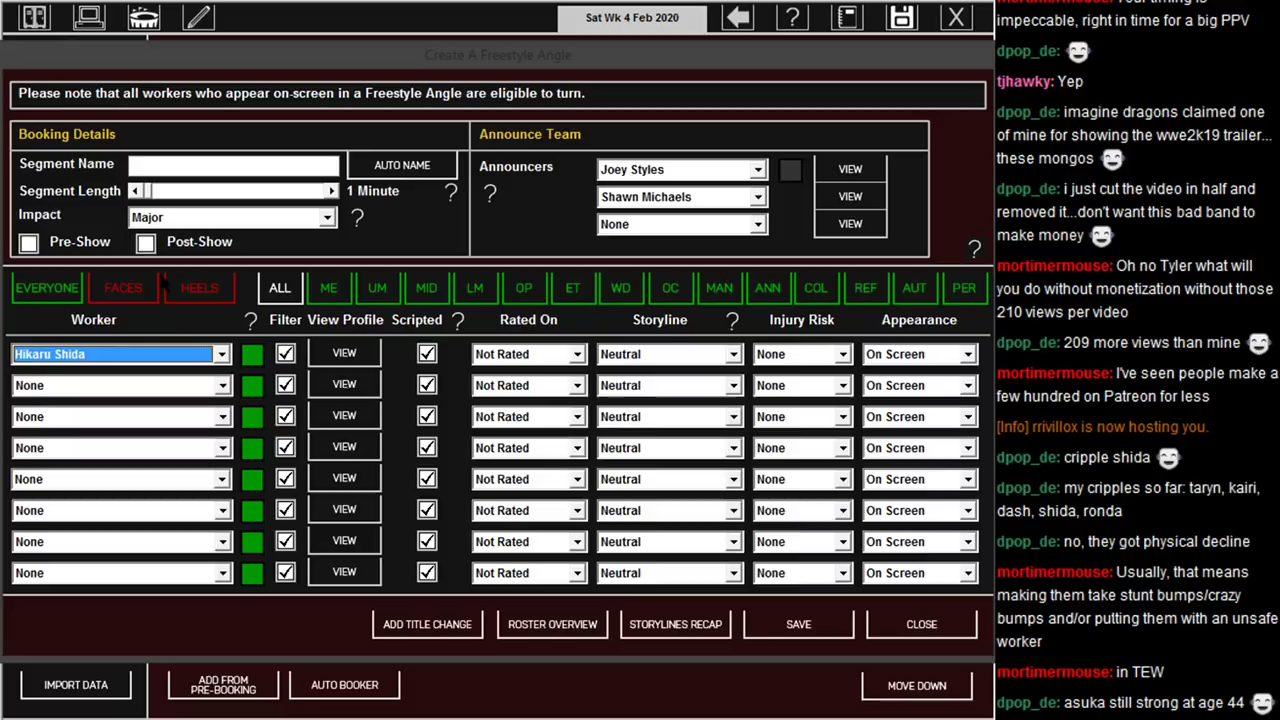 Sat Wk 4 Feb 2020
Create A Freestyle Angle
Please note that all workers who appear on-screen in a Freestyle Angle are eligible to turn.
Booking Details
Segment Name
AUTO NAME
Segment Length
1 Minute
?
Impact
Major
?
Pre-Show
Post-Show
Announce Team
Announcers
?
Joey Styles
VIEW
Shawn Michaels
VIEW
None
VIEW
?
EVERYONE FACES HEELS ALL ME UM MID LM OP ET WD OC MAN ANN COL REF AUT PER
Worker ? Filter View Profile Scripted ? Rated On Storyline ? Injury Risk Appearance
Hikaru Shida VIEW Not Rated Neutral None On Screen
None VIEW Not Rated Neutral None On Screen
None VIEW Not Rated Neutral None On Screen
None VIEW Not Rated Neutral None On Screen
None VIEW Not Rated Neutral None On Screen
None VIEW Not Rated Neutral None On Screen
None VIEW Not Rated Neutral None On Screen
None VIEW Not Rated Neutral None On Screen
ADD TITLE CHANGE ROSTER OVERVIEW STORYLINES RECAP SAVE CLOSE
IMPORT DATA
ADD FROM
PRE-BOOKING
AUTO BOOKER
MOVE DOWN
impeccable, right in time for a big PPV
dpop_de:
tjhawky: Yep
dpop_de: imagine dragons claimed one
of mine for showing the wwe2k19 trailer...
these mongos
dpop_de: i just cut the video in half and
removed it...don't want this bad band to
make money
mortimermouse: Oh no Tyler what will
you do without monetization without those
210 views per video
dpop_de: 209 more views than mine
mortimermouse: I've seen people make a
few hundred on Patreon for less
[Info] rrivillox is now hosting you.
dpop_de: cripple shida
dpop_de: my cripples so far: taryn, kairi,
dash, shida, ronda
dpop_de: no, they got physical decline
mortimermouse: Usually, that means
making them take stunt bumps/crazy
bumps and/or putting them with an unsafe
worker
mortimermouse: in TEW
dpop_de: asuka still strong at age 44